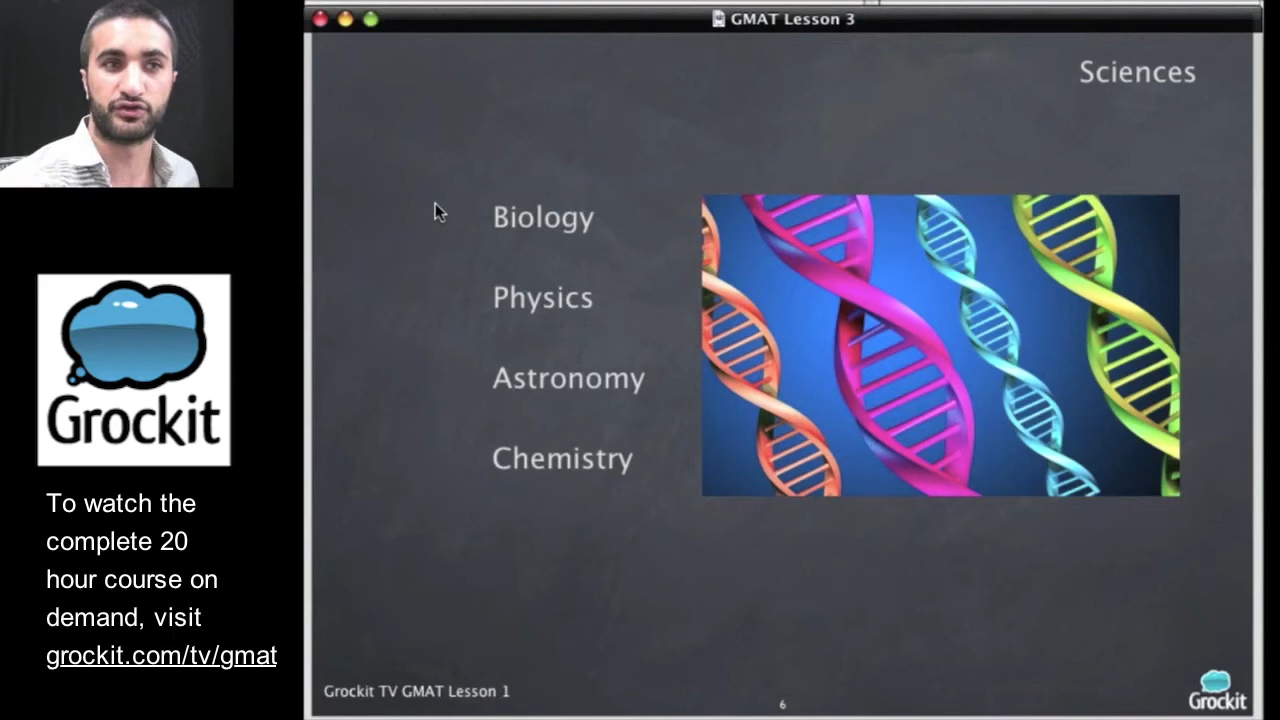 GMAT Lesson 3
Sciences
Biology
Physics
Astronomy
Chemistry
Grockit
To watch the
complete 20
hour course on
demand, visit
grockit.com/tv/gmat
Grockit TV GMAT Lesson 1
6
Grockit